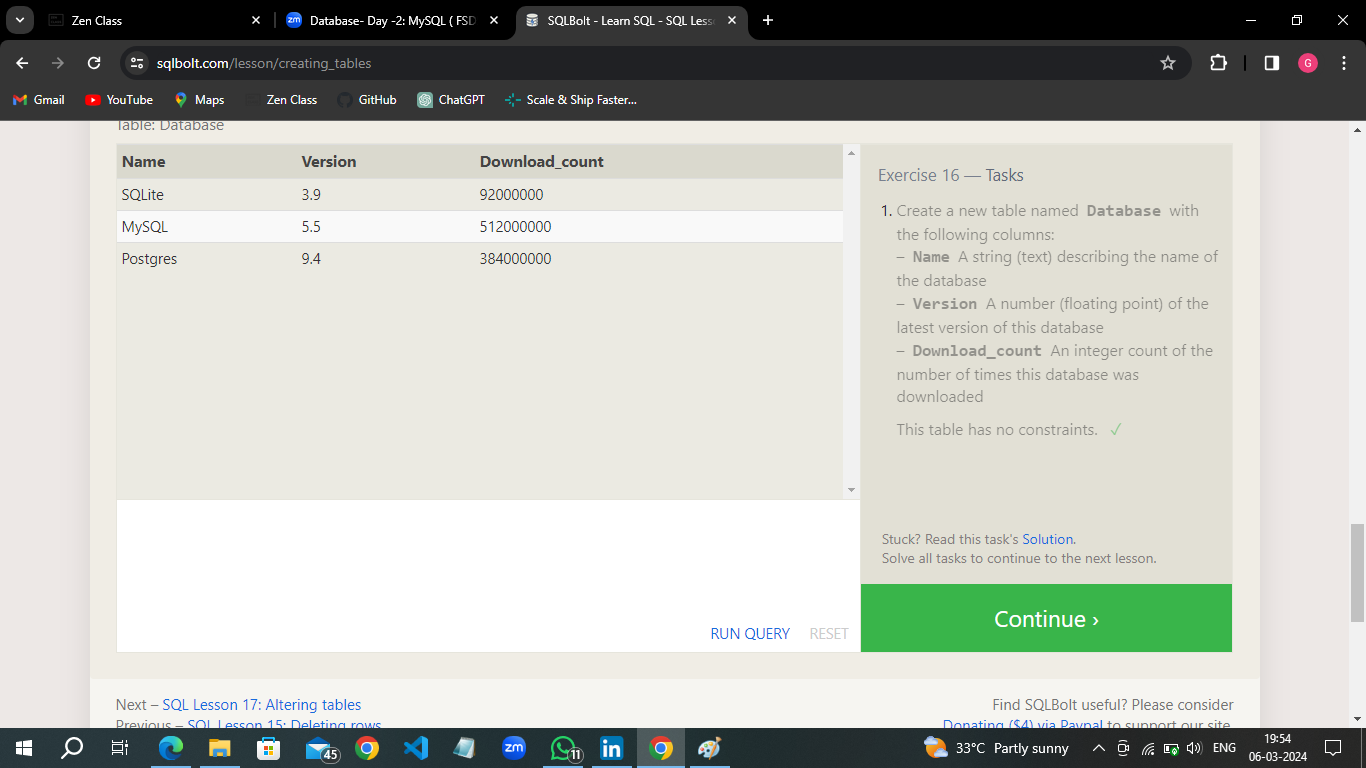 Zen Class
Database- Day -2: MySQL ( FSD
SQLBolt - Learn SQL - SQL Less
sqlbolt.com/lesson/creating_tables
G
Gmail
YouTube
Maps
Zen Class
GitHub
ChatGPT
Scale & Ship Faster...
Table: Database
Name Version Download_count
SQLite 3.9 92000000
MySQL 5.5 512000000
Postgres 9.4 384000000
RUN QUERY RESET
Exercise 16 — Tasks
1. Create a new table named Database with
the following columns:
– Name A string (text) describing the name of
the database
– Version A number (floating point) of the
latest version of this database
– Download_count An integer count of the
number of times this database was
downloaded
This table has no constraints. ✓
Stuck? Read this task's Solution.
Solve all tasks to continue to the next lesson.
Continue ›
Next – SQL Lesson 17: Altering tables
Previous – SQL Lesson 15: Deleting rows
Find SQLBolt useful? Please consider
Donating ($4) via Paypal to support our site.
45
zm
11
in
33°C Partly sunny
ENG
19:54
06-03-2024